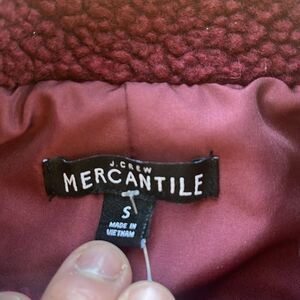 J.CREW
MERCANTILE
S
MADE IN
VIETNAM